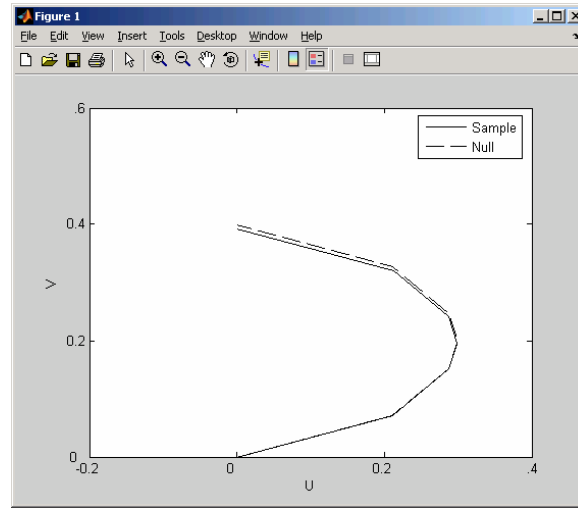 Figure 1
File Edit View Insert Tools Desktop Window Help
.6
Sample
Null
0.4
V
0.2
0
-0.2 0 0.2 .4
U